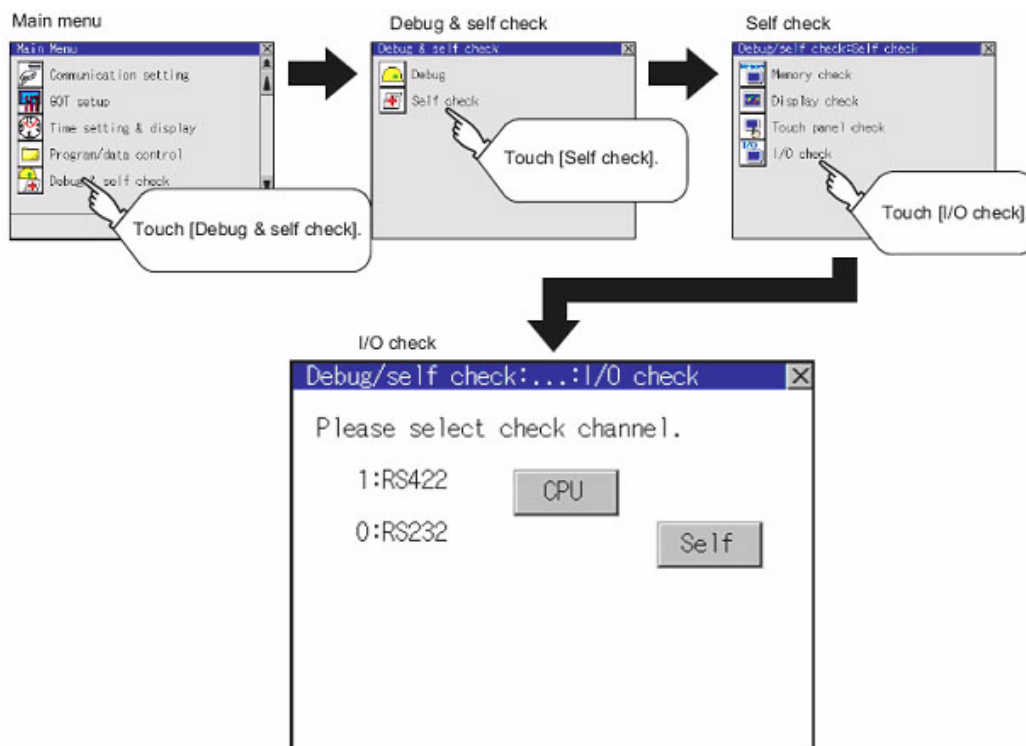 Main menu
Main Menu
Communication setting
GOT setup
Time setting & display
Program/data control
Debug & self check
Touch [Debug & self check].
Debug & self check
Debug & self check
Debug
Self check
Touch [Self check].
Self check
Debug/self check:Self check
Memory check
Display check
Touch panel check
I/O check
Touch [I/O check]
I/O check
Debug/self check:...:I/O check
Please select check channel.
1:RS422 CPU
0:RS232 Self